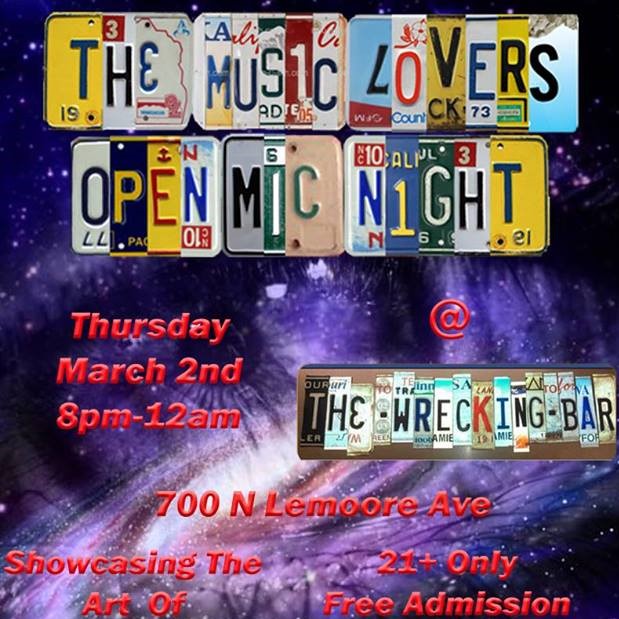 THE MUSIC LOVERS
OPEN MIC NIGHT
Thursday
March 2nd
8pm-12am
@
THE-WRECKING-BAR
700 N Lemoore Ave
Showcasing The
Art Of
21+ Only
Free Admission